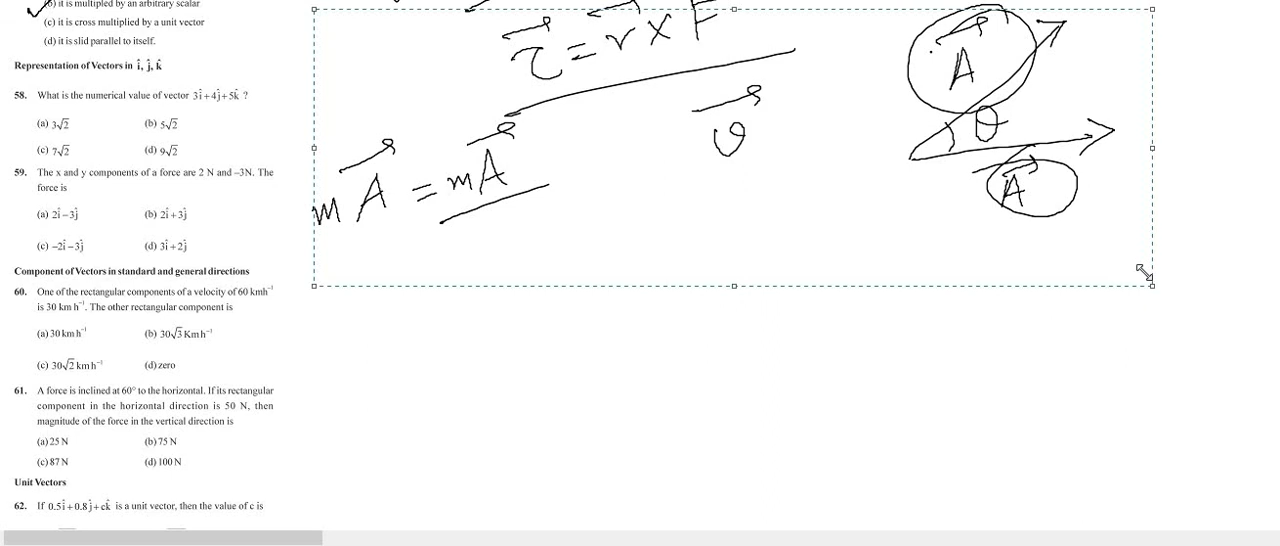 (b) it is multipled by an arbitrary scalar
(c) it is cross multiplied by a unit vector
(d) it is slid parallel to itself.
Representation of Vectors in î, ĵ, k̂
58. What is the numerical value of vector 3î+4ĵ+5k̂ ?
(a) 3√2 (b) 5√2
(c) 7√2 (d) 9√2
59. The x and y components of a force are 2 N and –3N. The
force is
(a) 2î–3ĵ (b) 2î+3ĵ
(c) –2î–3ĵ (d) 3î+2ĵ
Component of Vectors in standard and general directions
60. One of the rectangular components of a velocity of 60 kmh⁻¹
is 30 km h⁻¹. The other rectangular component is
(a) 30 km h⁻¹ (b) 30√3 Km h⁻¹
(c) 30√2 km h⁻¹ (d) zero
61. A force is inclined at 60° to the horizontal. If its rectangular
component in the horizontal direction is 50 N, then
magnitude of the force in the vertical direction is
(a) 25 N (b) 75 N
(c) 87 N (d) 100 N
Unit Vectors
62. If 0.5î+0.8ĵ+ck̂ is a unit vector, then the value of c is
τ⃗ = r⃗ × F
mA⃗ = mA⃗
A⃗
θ
A⃗